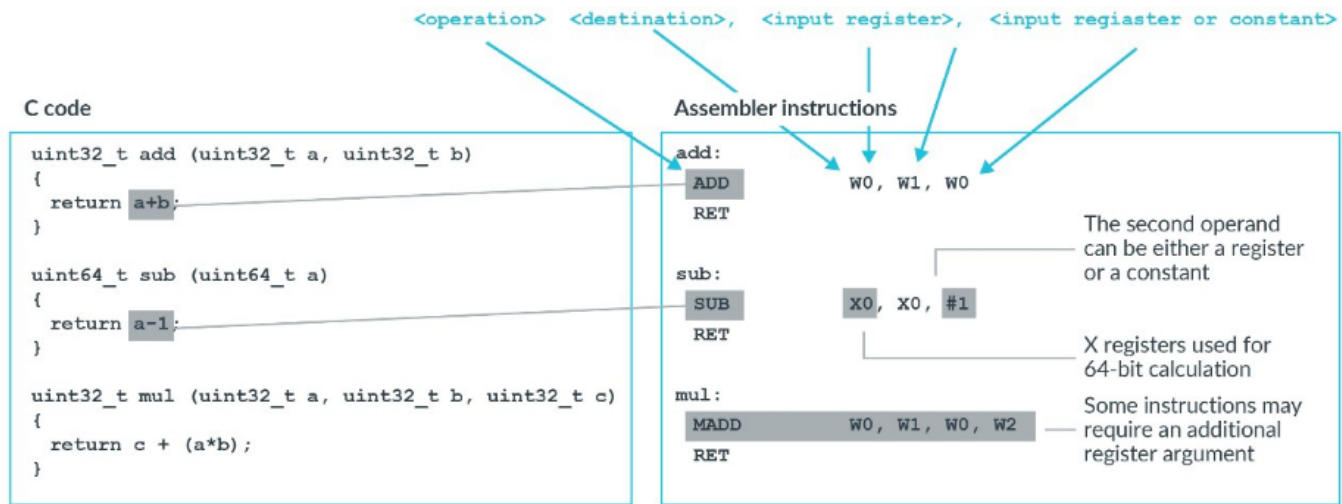 <operation> <destination>, <input register>, <input regiaster or constant>
C code
uint32_t add (uint32_t a, uint32_t b)
{
return a+b;
}
uint64_t sub (uint64_t a)
{
return a-1;
}
uint32_t mul (uint32_t a, uint32_t b, uint32_t c)
{
return c + (a*b);
}
Assembler instructions
add:
ADD W0, W1, W0
RET
The second operand
can be either a register
or a constant
sub:
SUB X0, X0, #1
RET
X registers used for
64-bit calculation
mul:
MADD W0, W1, W0, W2
RET
Some instructions may
require an additional
register argument